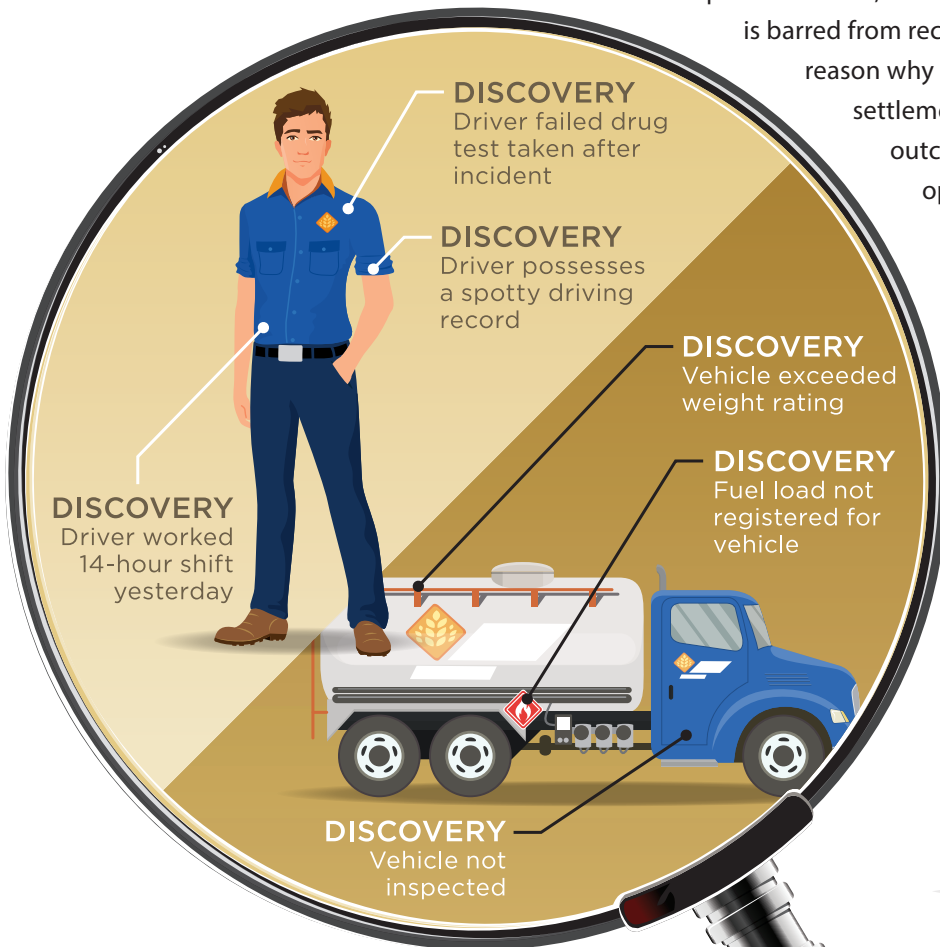 is barred from rec
reason why
settleme
outc
op
DISCOVERY
Driver failed drug
test taken after
incident
DISCOVERY
Driver possesses
a spotty driving
record
DISCOVERY
Vehicle exceeded
weight rating
DISCOVERY
Fuel load not
registered for
vehicle
DISCOVERY
Driver worked
14-hour shift
yesterday
DISCOVERY
Vehicle not
inspected